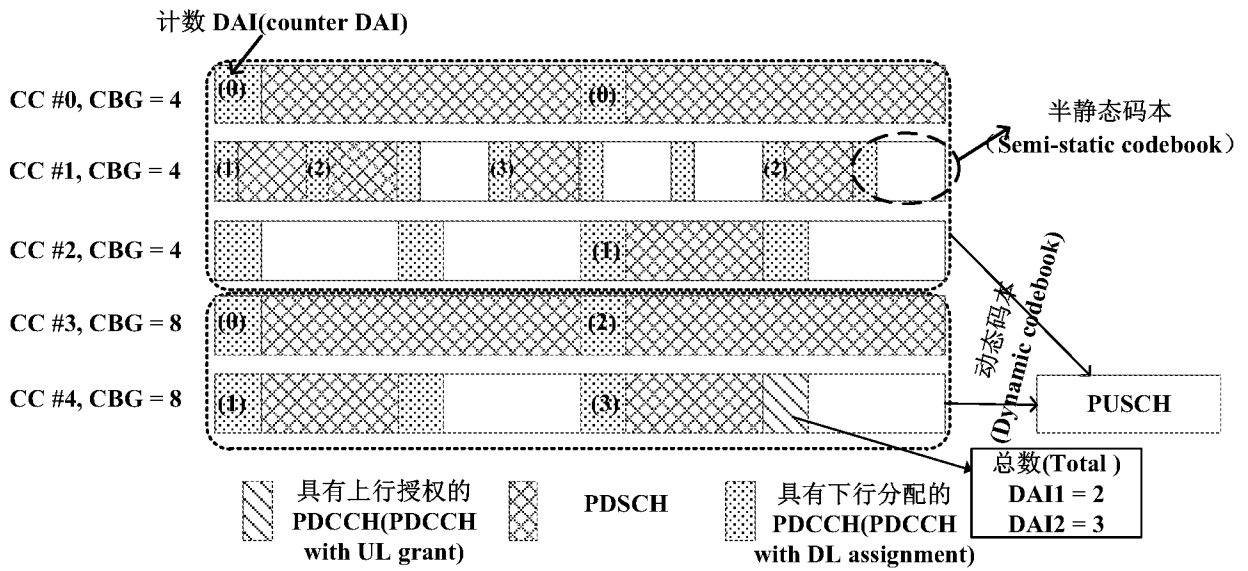 计数 DAI(counter DAI)
CC #0, CBG = 4
(0)
(0)
半静态码本
（Semi-static codebook）
CC #1, CBG = 4
(1)
(2)
(3)
(2)
CC #2, CBG = 4
(1)
动态码本
(Dynamic codebook)
CC #3, CBG = 8
(0)
(2)
CC #4, CBG = 8
(1)
(3)
PUSCH
总数(Total )
DAI1 = 2
DAI2 = 3
具有上行授权的
PDCCH(PDCCH
with UL grant)
PDSCH
具有下行分配的
PDCCH(PDCCH
with DL assignment)